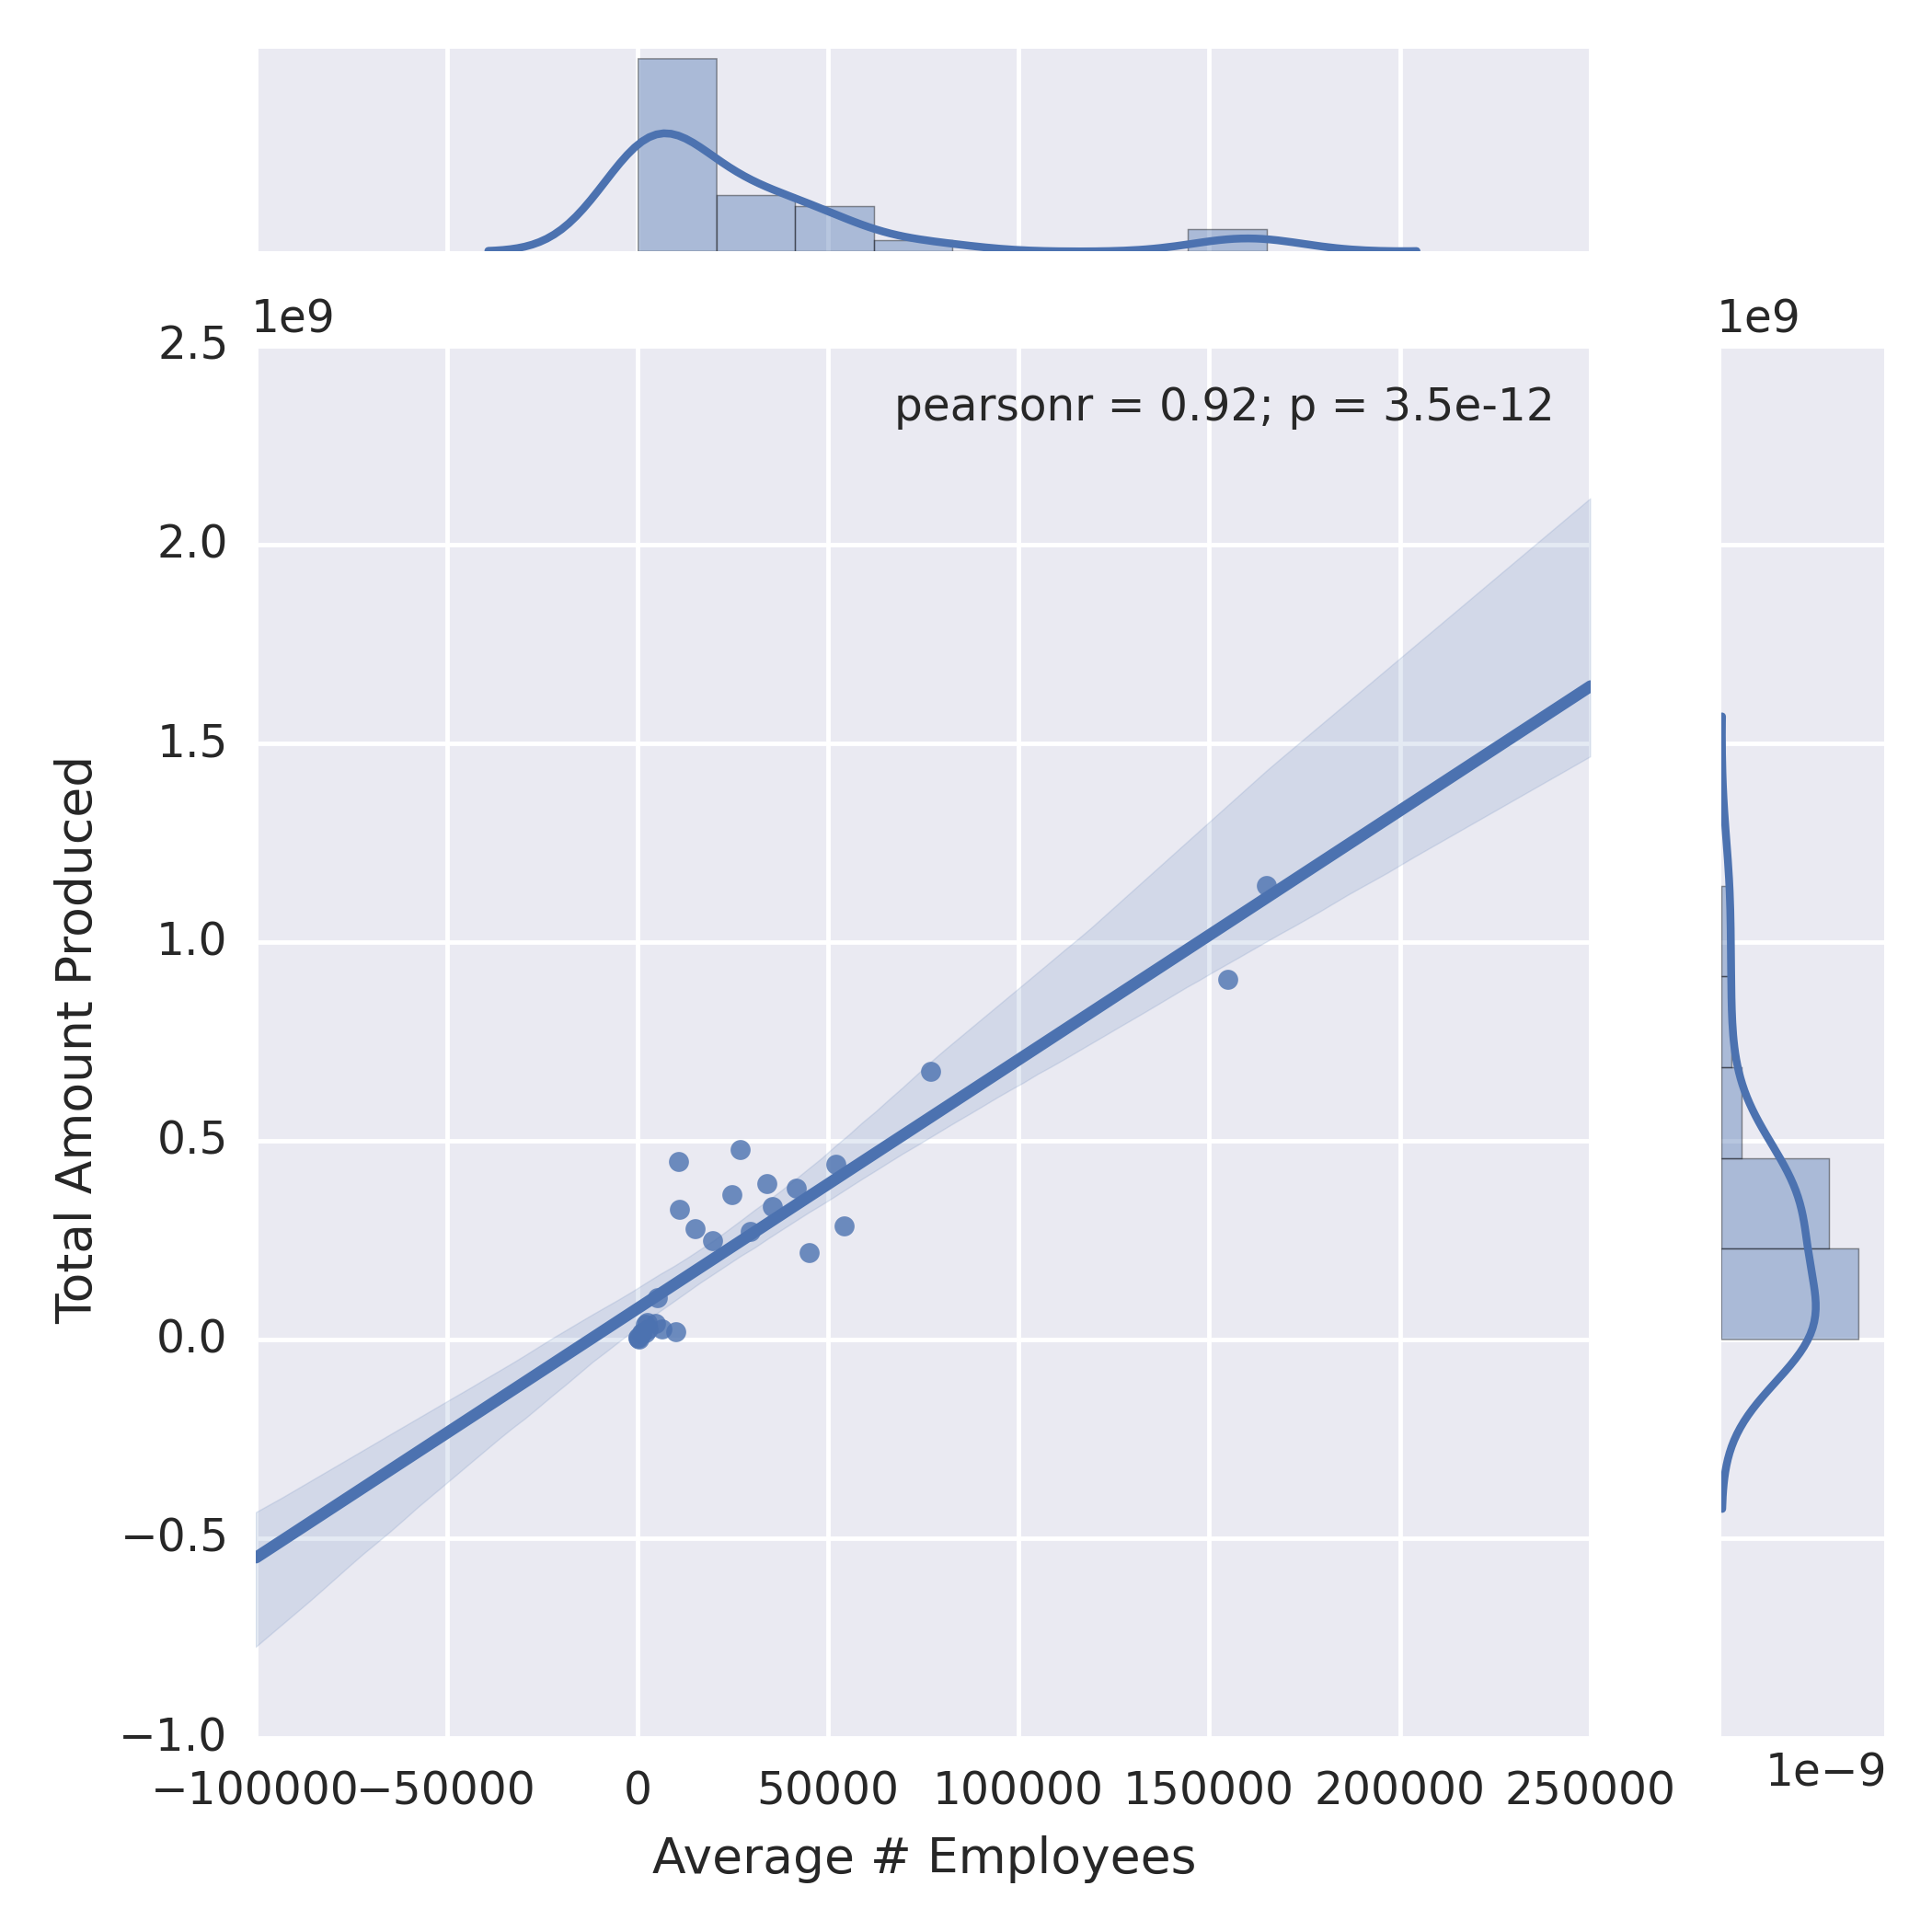 1e9
1e9
2.5
pearsonr = 0.92; p = 3.5e-12
2.0
1.5
1.0
0.5
0.0
−0.5
−1.0
Total Amount Produced
−100000 −50000 0 50000 100000 150000 200000 250000
1e−9
Average # Employees